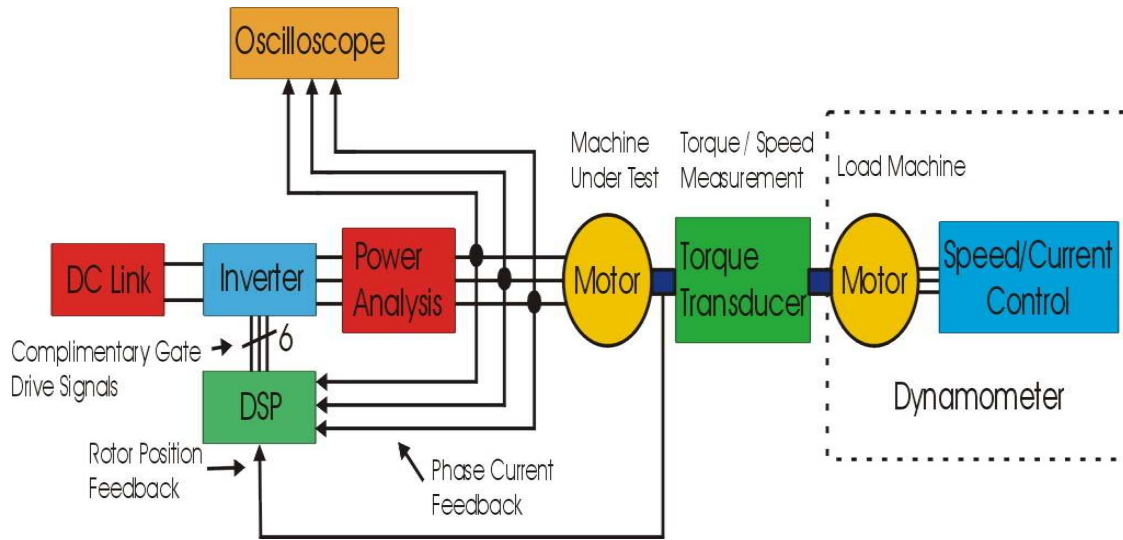 Oscilloscope
Machine
Under Test
Torque / Speed
Measurement
Load Machine
DC Link
Inverter
Power
Analysis
Motor
Torque
Transducer
Motor
Speed/Current
Control
6
Complimentary Gate
Drive Signals
DSP
Dynamometer
Rotor Position
Feedback
Phase Current
Feedback